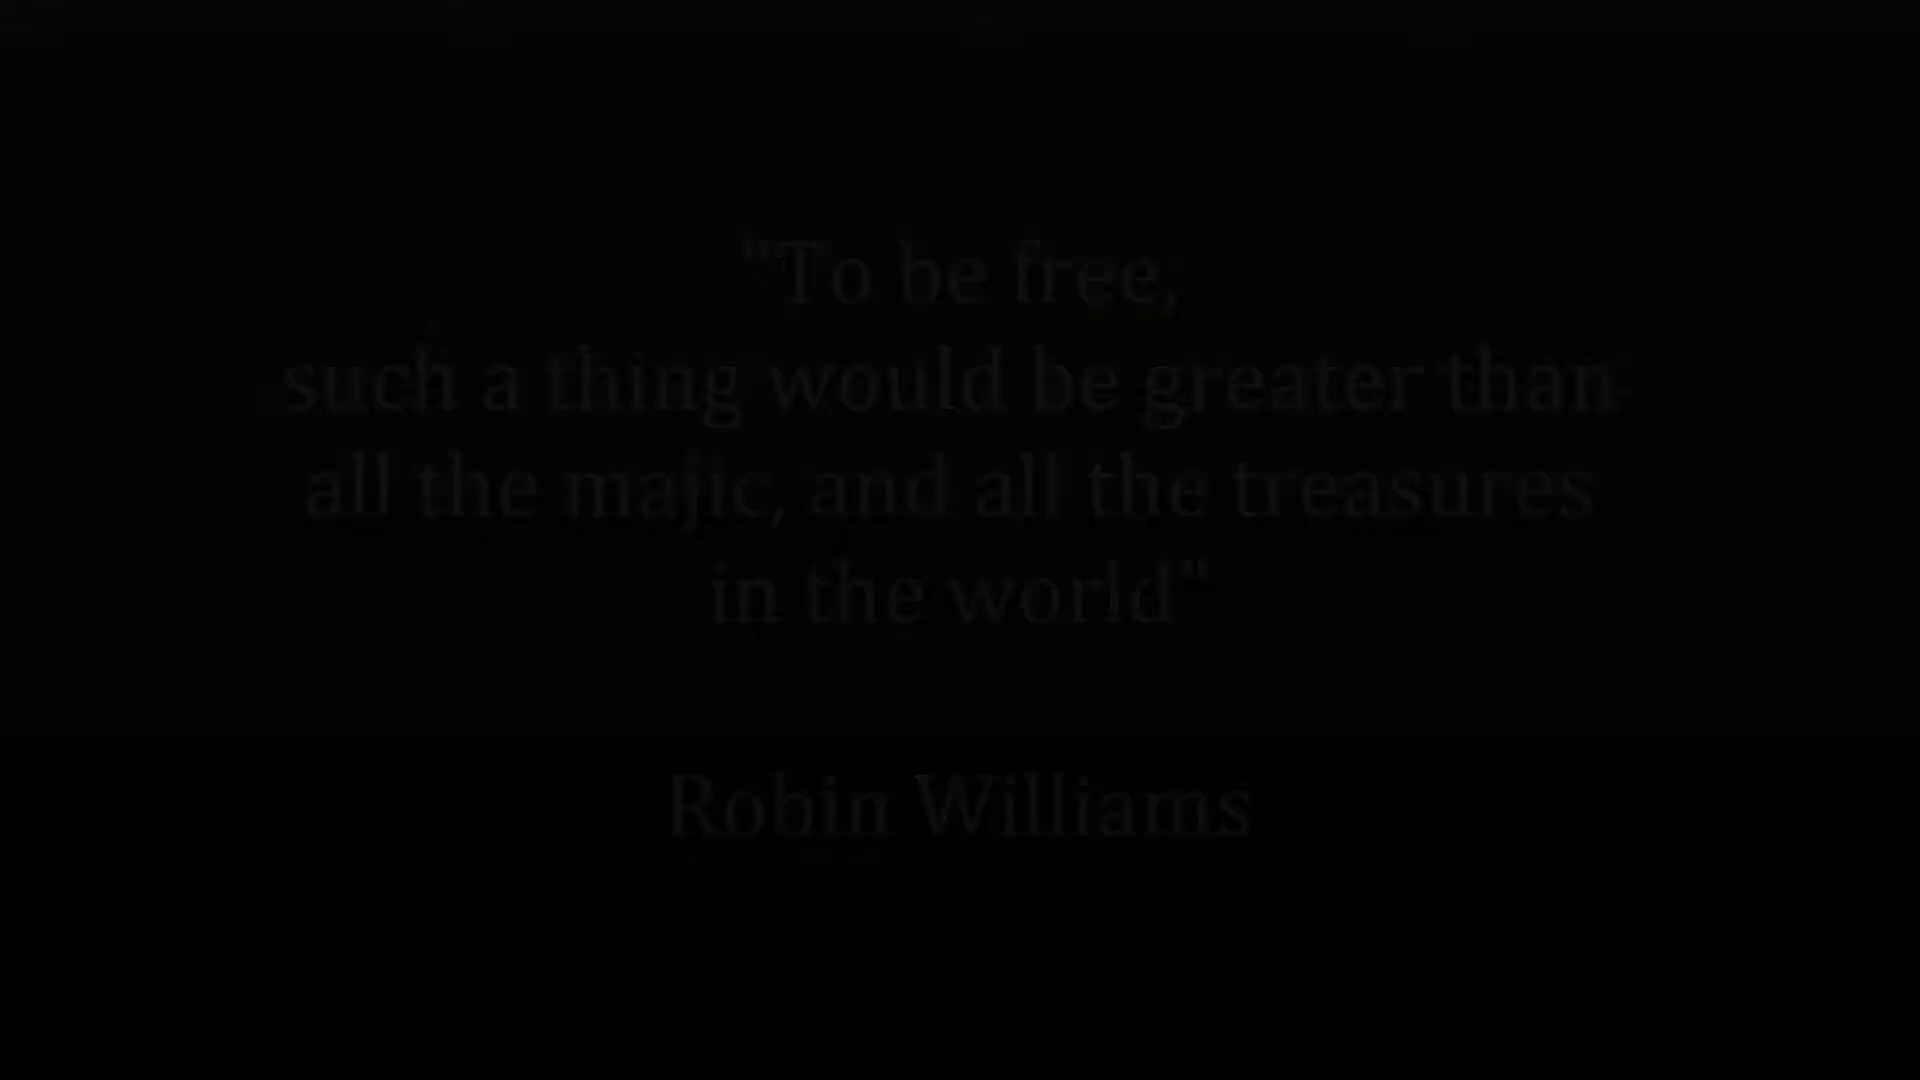 "To be free,
such a thing would be greater than
all the majic, and all the treasures
in the world"
Robin Williams